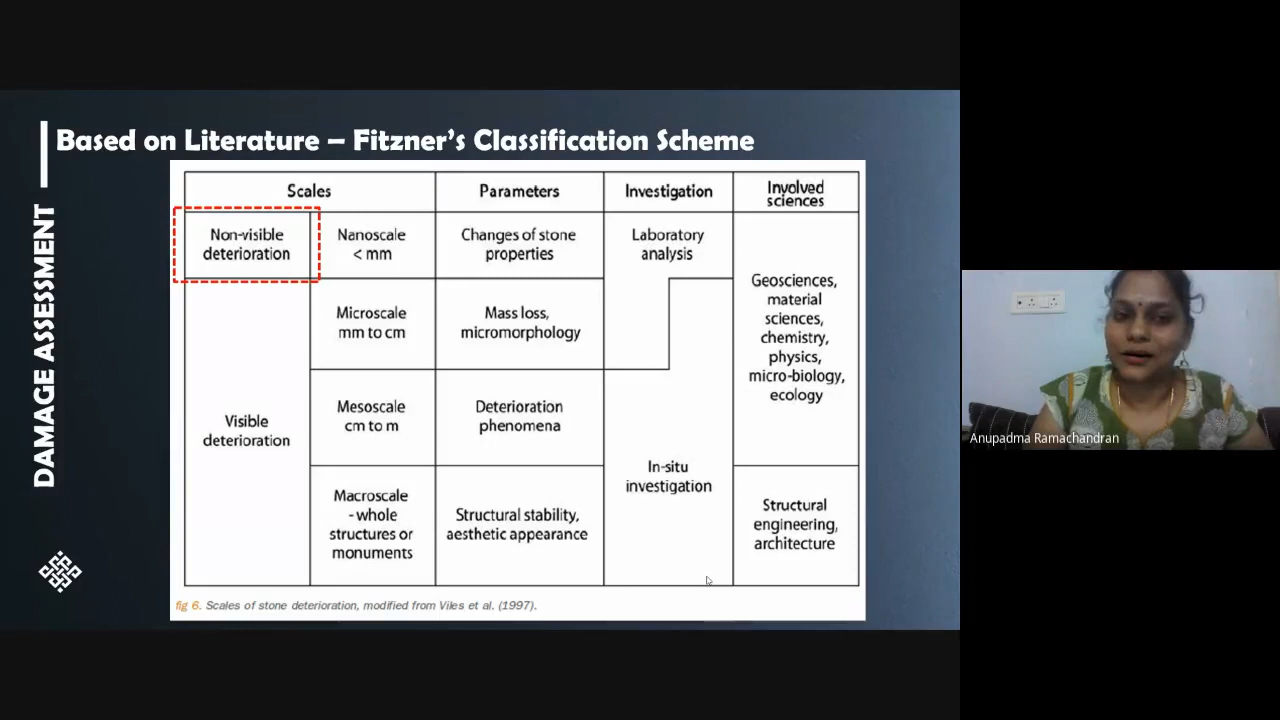 Based on Literature – Fitzner's Classification Scheme
DAMAGE ASSESSMENT
Scales
Parameters
Investigation
Involved
sciences
Non-visible
deterioration
Nanoscale
< mm
Changes of stone
properties
Laboratory
analysis
Geosciences,
material
sciences,
chemistry,
physics,
micro-biology,
ecology
Visible
deterioration
Microscale
mm to cm
Mass loss,
micromorphology
Mesoscale
cm to m
Deterioration
phenomena
In-situ
investigation
Macroscale
- whole
structures or
monuments
Structural stability,
aesthetic appearance
Structural
engineering,
architecture
fig 6. Scales of stone deterioration, modified from Viles et al. (1997).
Anupadma Ramachandran